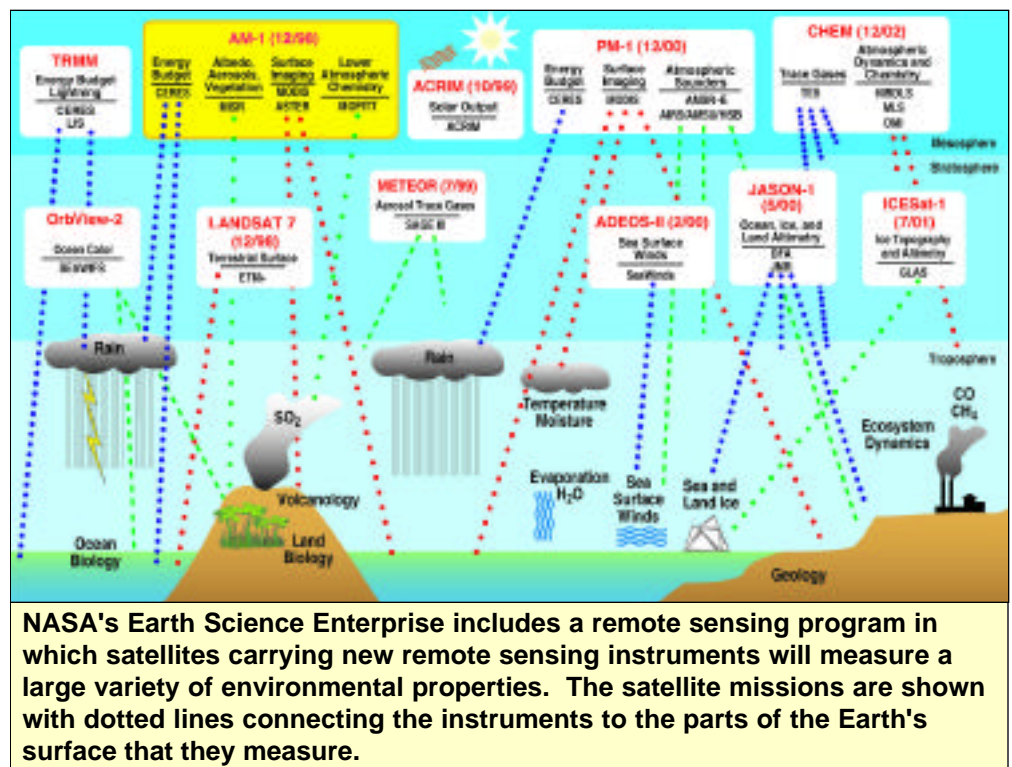 TRMM
Energy Budget
Lightning
CERES
LIS
AM-1 (12/98)
Energy
Budget
CERES
Albedo,
Aerosols,
Vegetation
MISR
Surface
Imaging
MODIS
ASTER
Lower
Atmospheric
Chemistry
MOPITT
ACRIM (10/99)
Solar Output
ACRIM
PM-1 (12/00)
Energy
Budget
CERES
Surface
Imaging
MODIS
Atmospheric
Sounders
AMSR-E
AIRS/AMSU/HSB
CHEM (12/02)
Trace Gases
TES
Atmospheric
Dynamics and
Chemistry
HIRDLS
MLS
OMI
Mesosphere
Stratosphere
OrbView-2
Ocean Color
SEAWIFS
LANDSAT 7
(12/98)
Terrestrial Surface
ETM+
METEOR (7/99)
Aerosol Trace Gases
SAGE III
ADEOS-II (2/00)
Sea Surface
Winds
SeaWinds
JASON-1
(5/00)
Ocean, Ice, and
Land Altimetry
JMR
ICESat-1
(7/01)
Ice Topography
and Altimetry
GLAS
Troposphere
Rain
Rain
Temperature
Moisture
SO₂
CO
CH₄
Ecosystem
Dynamics
Evaporation
H₂O
Sea
Surface
Winds
Sea and
Land Ice
Volcanology
Land
Biology
Ocean
Biology
Geology
NASA's Earth Science Enterprise includes a remote sensing program in
which satellites carrying new remote sensing instruments will measure a
large variety of environmental properties.  The satellite missions are shown
with dotted lines connecting the instruments to the parts of the Earth's
surface that they measure.